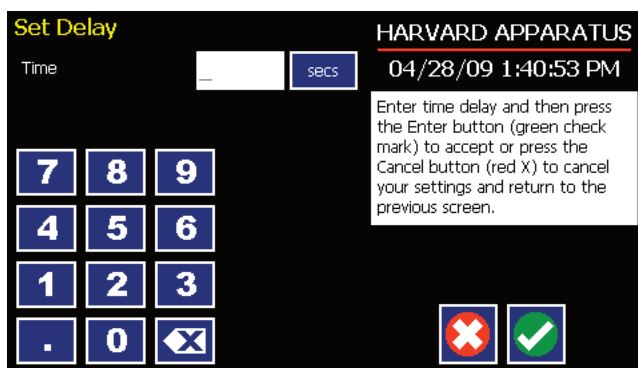 Set Delay
HARVARD APPARATUS
Time
_
secs
04/28/09 1:40:53 PM
Enter time delay and then press
the Enter button (green check
mark) to accept or press the
Cancel button (red X) to cancel
your settings and return to the
previous screen.
7 8 9
4 5 6
1 2 3
. 0 X